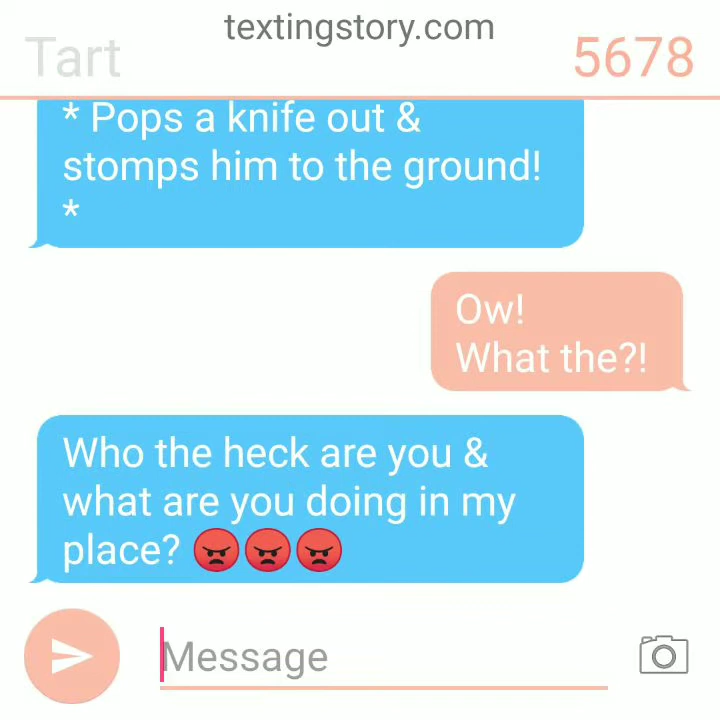 textingstory.com
Tart 5678
* Pops a knife out &
stomps him to the ground!
*
Ow!
What the?!
Who the heck are you &
what are you doing in my
place? 😡😡😡
Message